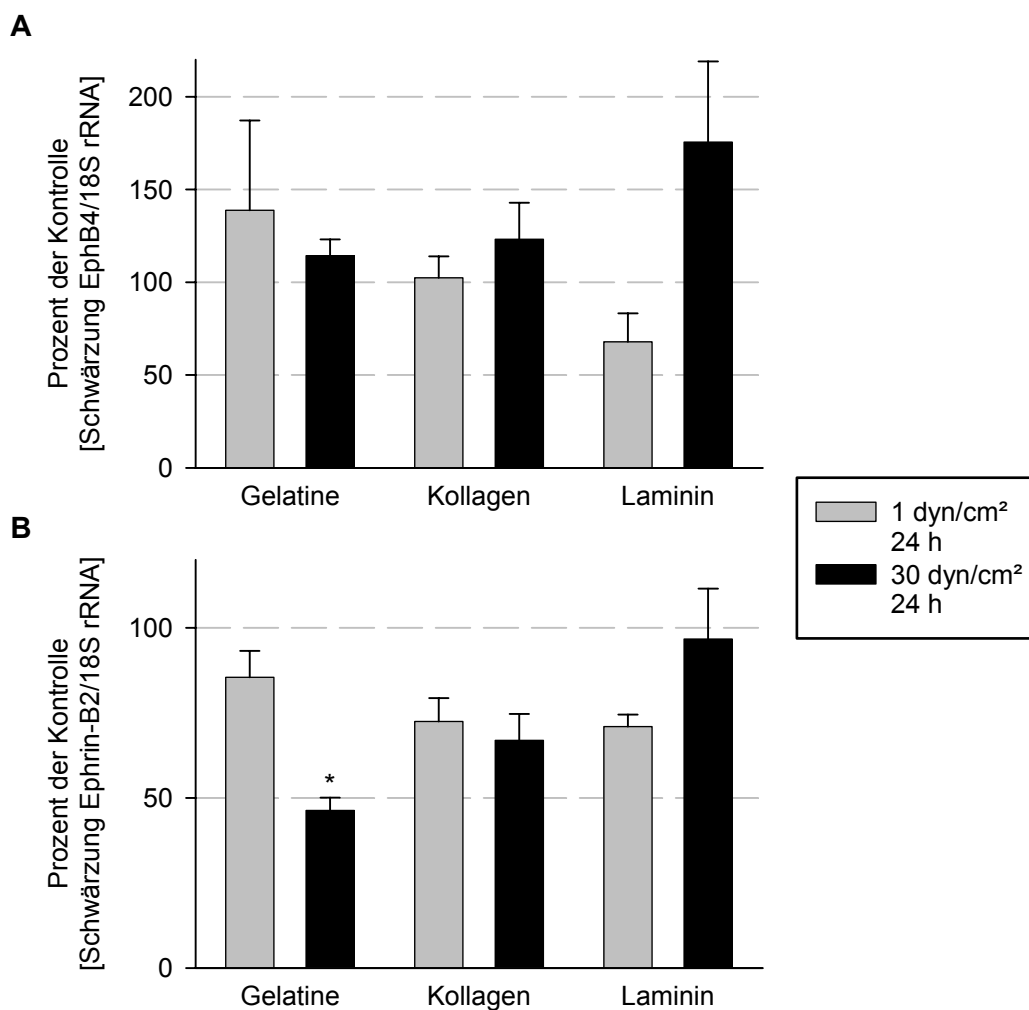 A
Prozent der Kontrolle
[Schwärzung EphB4/18S rRNA]
200
150
100
50
0
Gelatine Kollagen Laminin
1 dyn/cm²
24 h
30 dyn/cm²
24 h
B
Prozent der Kontrolle
[Schwärzung Ephrin-B2/18S rRNA]
100
50
0
*
Gelatine Kollagen Laminin